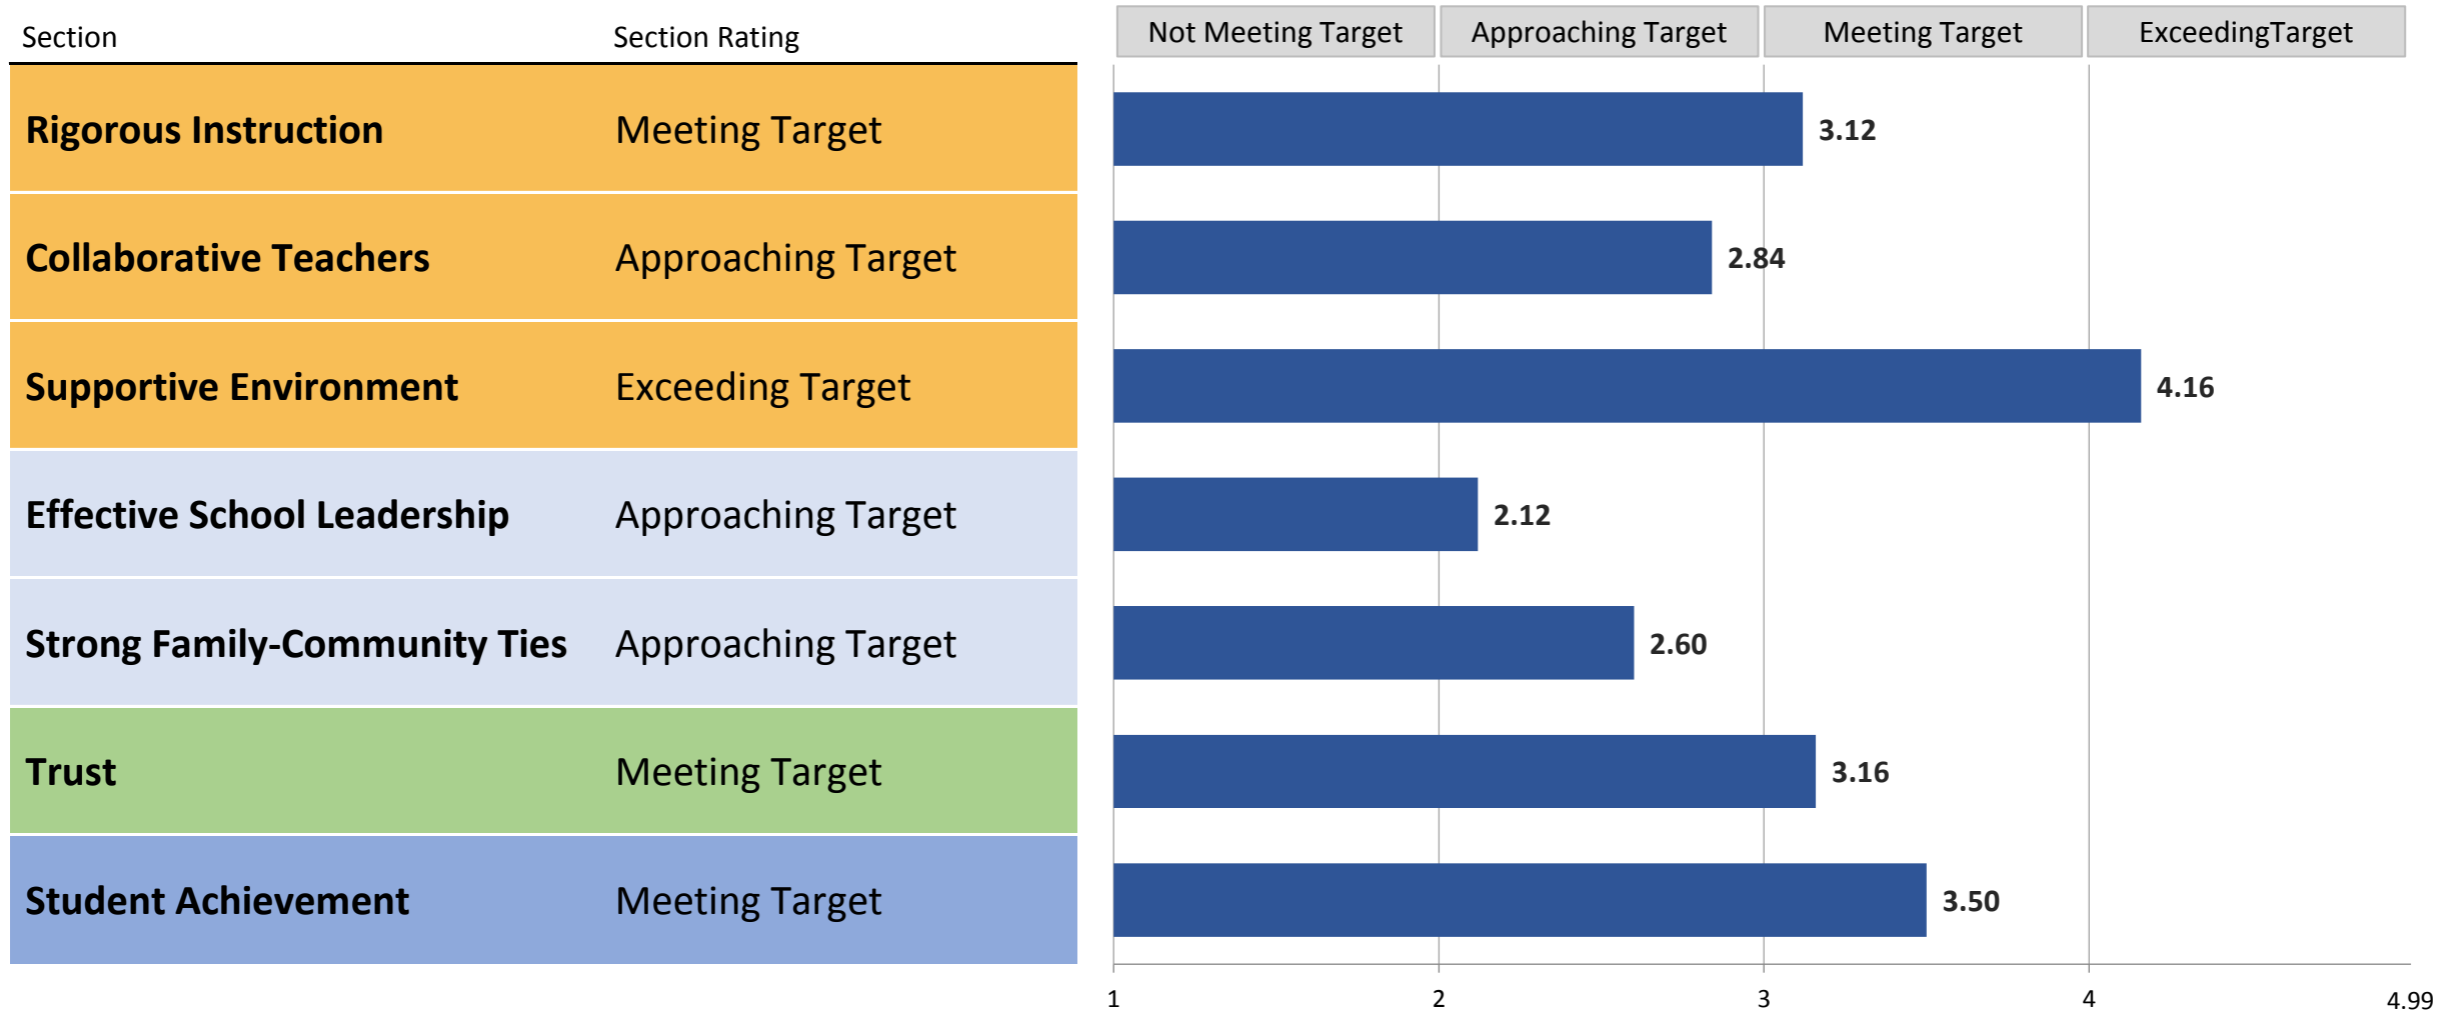 Section Section Rating Not Meeting Target Approaching Target Meeting Target ExceedingTarget
Rigorous Instruction Meeting Target 3.12
Collaborative Teachers Approaching Target 2.84
Supportive Environment Exceeding Target 4.16
Effective School Leadership Approaching Target 2.12
Strong Family-Community Ties Approaching Target 2.60
Trust Meeting Target 3.16
Student Achievement Meeting Target 3.50
1 2 3 4 4.99